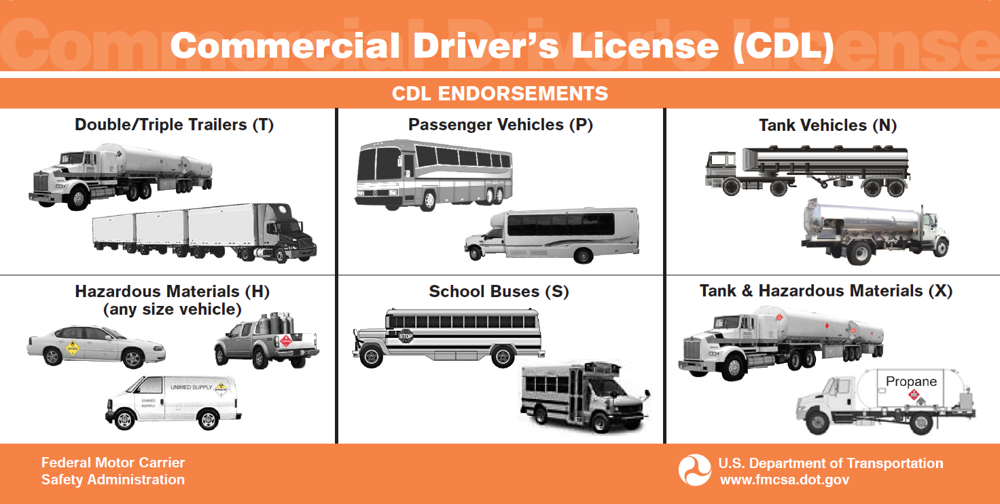 Commercial Driver's License (CDL)
CDL ENDORSEMENTS
Double/Triple Trailers (T)
Passenger Vehicles (P)
Tank Vehicles (N)
Hazardous Materials (H)
(any size vehicle)
OXYGEN
UNIMED SUPPLY
RADIOACTIVE
UNIMED
SUPPLY
School Buses (S)
STOP
Tank & Hazardous Materials (X)
Propane
Federal Motor Carrier
Safety Administration
U.S. Department of Transportation
www.fmcsa.dot.gov